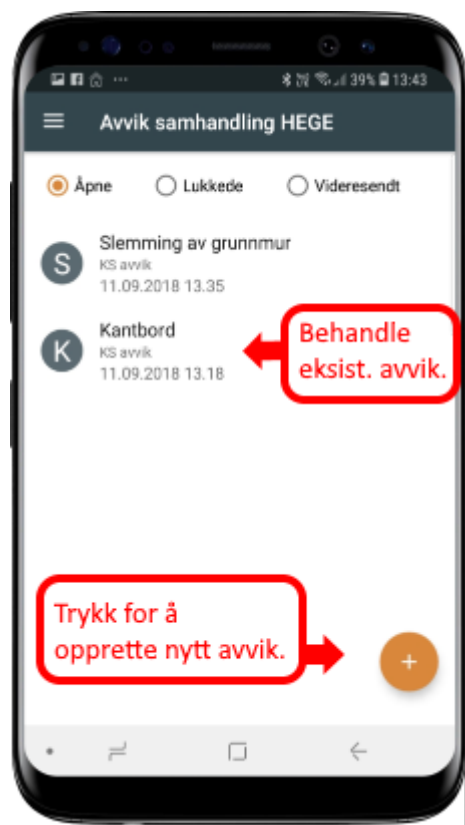 39% 13:43
Avvik samhandling HEGE
Åpne Lukkede Videresendt
S
Slemming av grunnmur
KS avvik
11.09.2018 13.35
K
Kantbord
KS avvik
11.09.2018 13.18
Behandle
eksist. avvik.
Trykk for å
opprette nytt avvik.
+